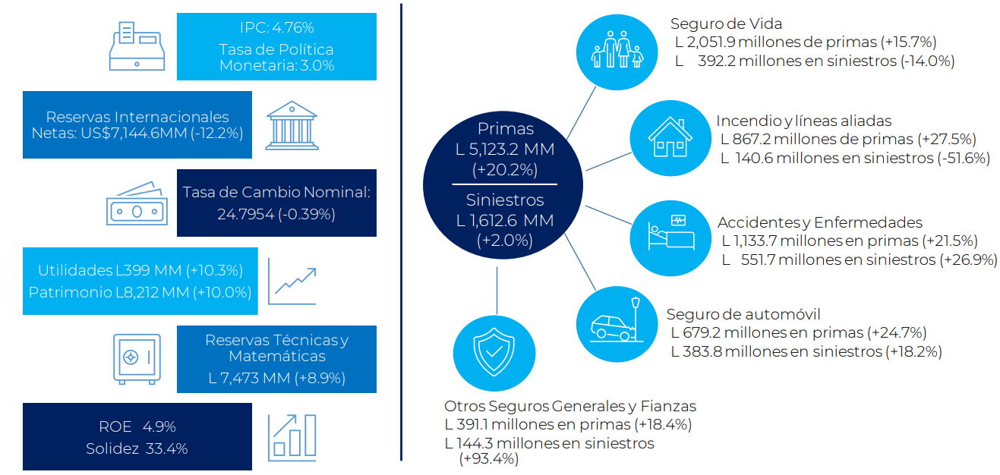 IPC: 4.76%
Tasa de Política
Monetaria: 3.0%
Reservas Internacionales
Netas: US$7,144.6MM (-12.2%)
Tasa de Cambio Nominal:
24.7954 (-0.39%)
Utilidades L399 MM (+10.3%)
Patrimonio L8,212 MM (+10.0%)
Reservas Técnicas y
Matemáticas
L 7,473 MM (+8.9%)
ROE 4.9%
Solidez 33.4%
Primas
L 5,123.2 MM
(+20.2%)
Siniestros
L 1,612.6 MM
(+2.0%)
Seguro de Vida
L 2,051.9 millones de primas (+15.7%)
L 392.2 millones en siniestros (-14.0%)
Incendio y líneas aliadas
L 867.2 millones de primas (+27.5%)
L 140.6 millones en siniestros (-51.6%)
Accidentes y Enfermedades
L 1,133.7 millones en primas (+21.5%)
L 551.7 millones en siniestros (+26.9%)
Seguro de automóvil
L 679.2 millones en primas (+24.7%)
L 383.8 millones en siniestros (+18.2%)
Otros Seguros Generales y Fianzas
L 391.1 millones en primas (+18.4%)
L 144.3 millones en siniestros
(+93.4%)